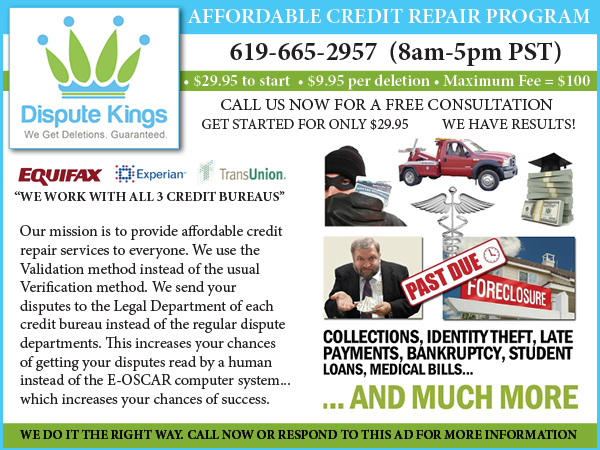 AFFORDABLE CREDIT REPAIR PROGRAM
619-665-2957 (8am-5pm PST)
• $29.95 to start • $9.95 per deletion • Maximum Fee = $100
Dispute Kings
We Get Deletions. Guaranteed.
CALL US NOW FOR A FREE CONSULTATION
GET STARTED FOR ONLY $29.95 WE HAVE RESULTS!
EQUIFAX Experian TransUnion.
“WE WORK WITH ALL 3 CREDIT BUREAUS”
Our mission is to provide affordable credit
repair services to everyone. We use the
Validation method instead of the usual
Verification method. We send your
disputes to the Legal Department of each
credit bureau instead of the regular dispute
departments. This increases your chances
of getting your disputes read by a human
instead of the E-OSCAR computer system...
which increases your chances of success.
PAST DUE
FORECLOSURE
COLLECTIONS, IDENTITY THEFT, LATE
PAYMENTS, BANKRUPTCY, STUDENT
LOANS, MEDICAL BILLS...
... AND MUCH MORE
WE DO IT THE RIGHT WAY. CALL NOW OR RESPOND TO THIS AD FOR MORE INFORMATION